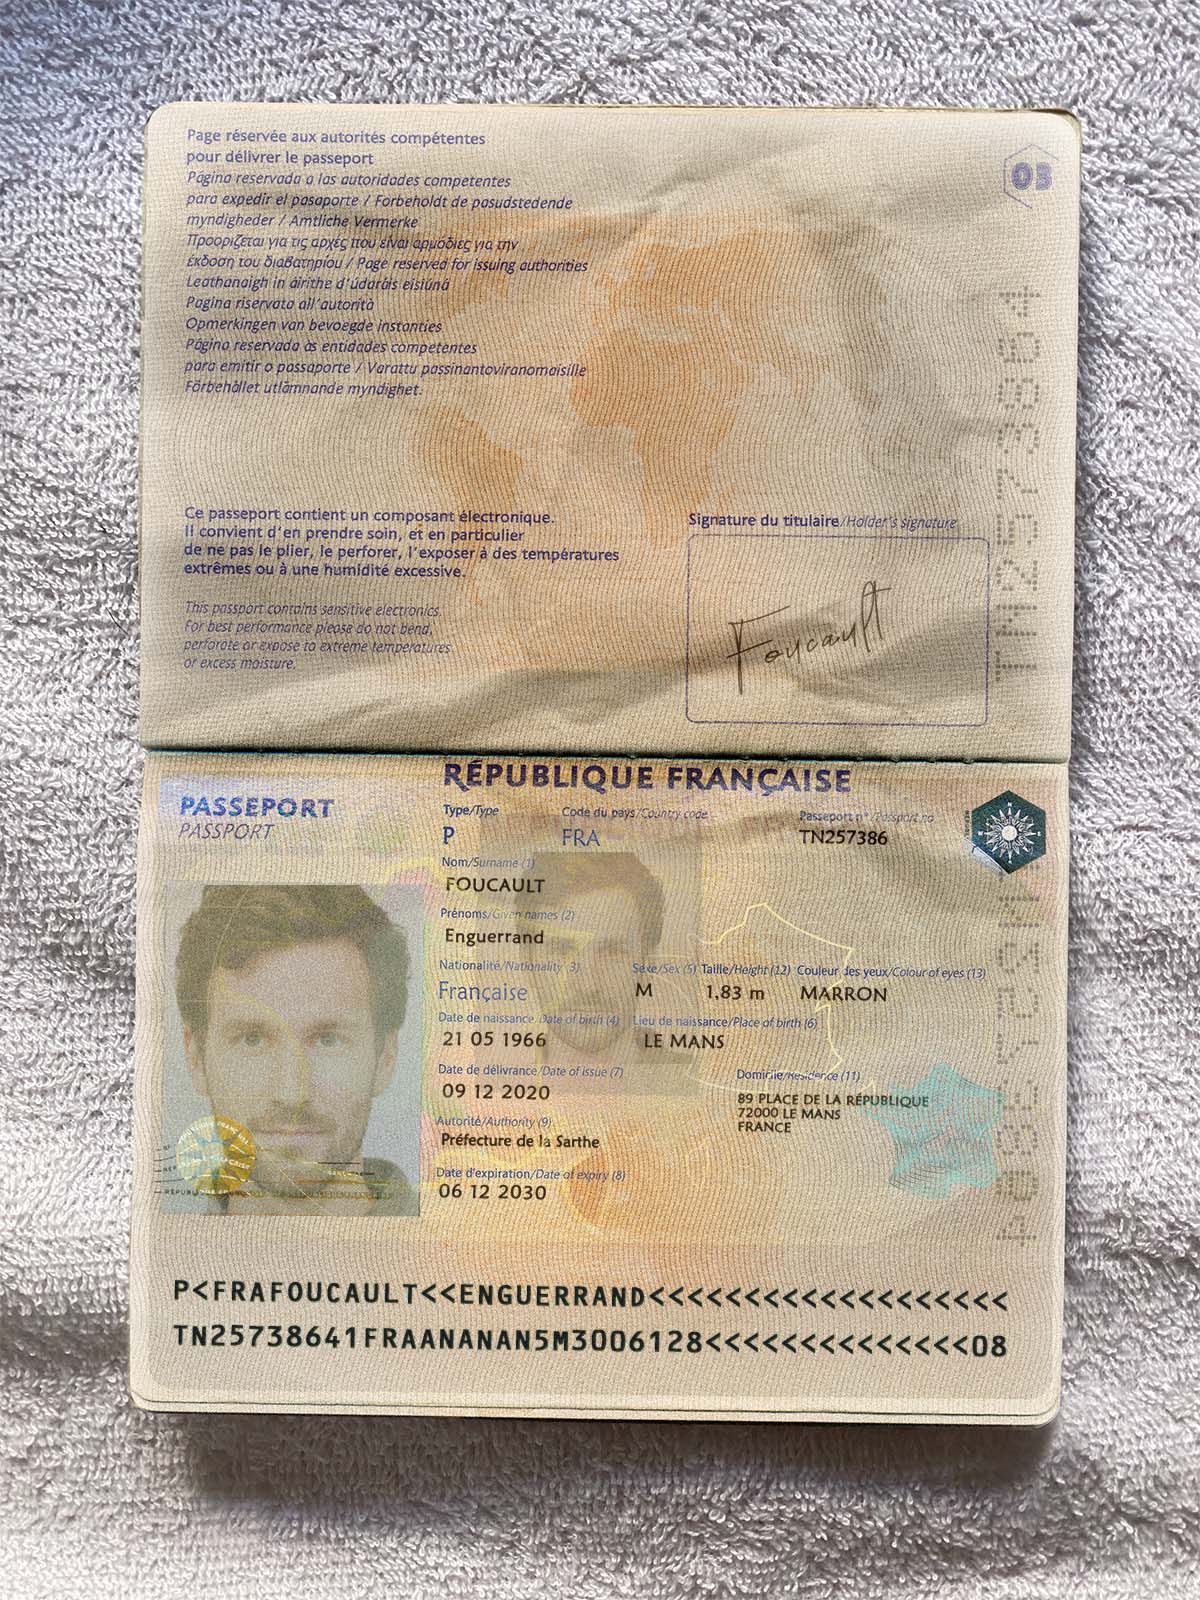 Page réservée aux autorités compétentes
pour délivrer le passeport
Pagina reservada a las autoridades competentes
para expedir el pasaporte / Forbeholdt de pasudstedende
myndigheder / Amtliche Vermerke
Προορίζεται για τις αρχές που είναι αρμόδιες για την
έκδοση του διαβατηρίου / Page reserved for issuing authorities
Leathanaigh in áirithe d'údaráis eisiúná
Pagina riservata all'autorità
Opmerkingen van bevoegde instanties
Página reservada às entidades competentes
para emitir o passaporte / Varattu passinantoviranomaisille
Förbehållet utlämnande myndighet.
03
TN2573864
Ce passeport contient un composant électronique.
Il convient d'en prendre soin, et en particulier
de ne pas le plier, le perforer, l'exposer à des températures
extrêmes ou à une humidité excessive.
This passport contains sensitive electronics.
For best performance please do not bend,
perforate or expose to extreme temperatures
or excess moisture.
Signature du titulaire/Holder's signature
Foucault
RÉPUBLIQUE FRANÇAISE
PASSEPORT
PASSPORT
Type/Type Code du pays/Country code Passeport n°/Passport no
P FRA TN257386
Nom/Surname (1)
FOUCAULT
Prénoms/Given names (2)
Enguerrand
Nationalité/Nationality (3) Sexe/Sex (5) Taille/Height (12) Couleur des yeux/Colour of eyes (13)
Française M 1,83 m MARRON
Date de naissance/Date of birth (4) Lieu de naissance/Place of birth (6)
21 05 1966 LE MANS
Date de délivrance/Date of issue (7) Domicile/Residence (11)
09 12 2020
89 PLACE DE LA RÉPUBLIQUE
72000 LE MANS
FRANCE
Autorité/Authority (9)
Préfecture de la Sarthe
Date d'expiration/Date of expiry (8)
06 12 2030
P<FRAFOUCAULT<<ENGUERRAND<<<<<<<<<<<<<<<<<<<
TN25738641FRAANANAN5M3006128<<<<<<<<<<<<<<08